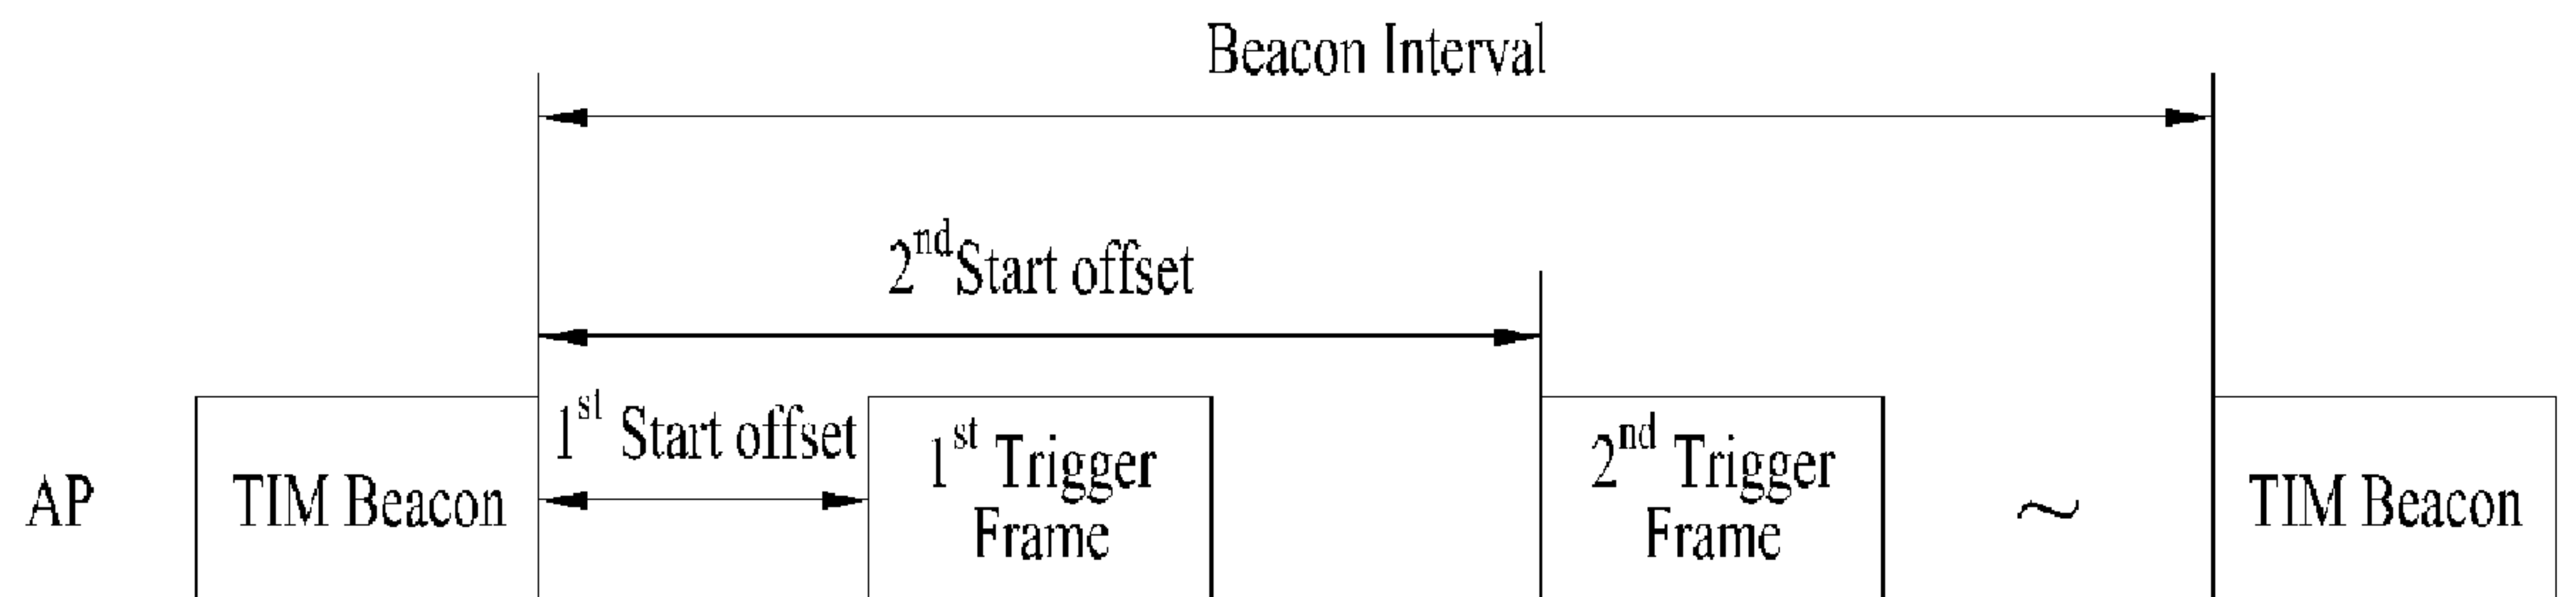 Beacon Interval
2nd Start offset
1st Start offset
AP
TIM Beacon
1st Trigger
Frame
2nd Trigger
Frame
~
TIM Beacon